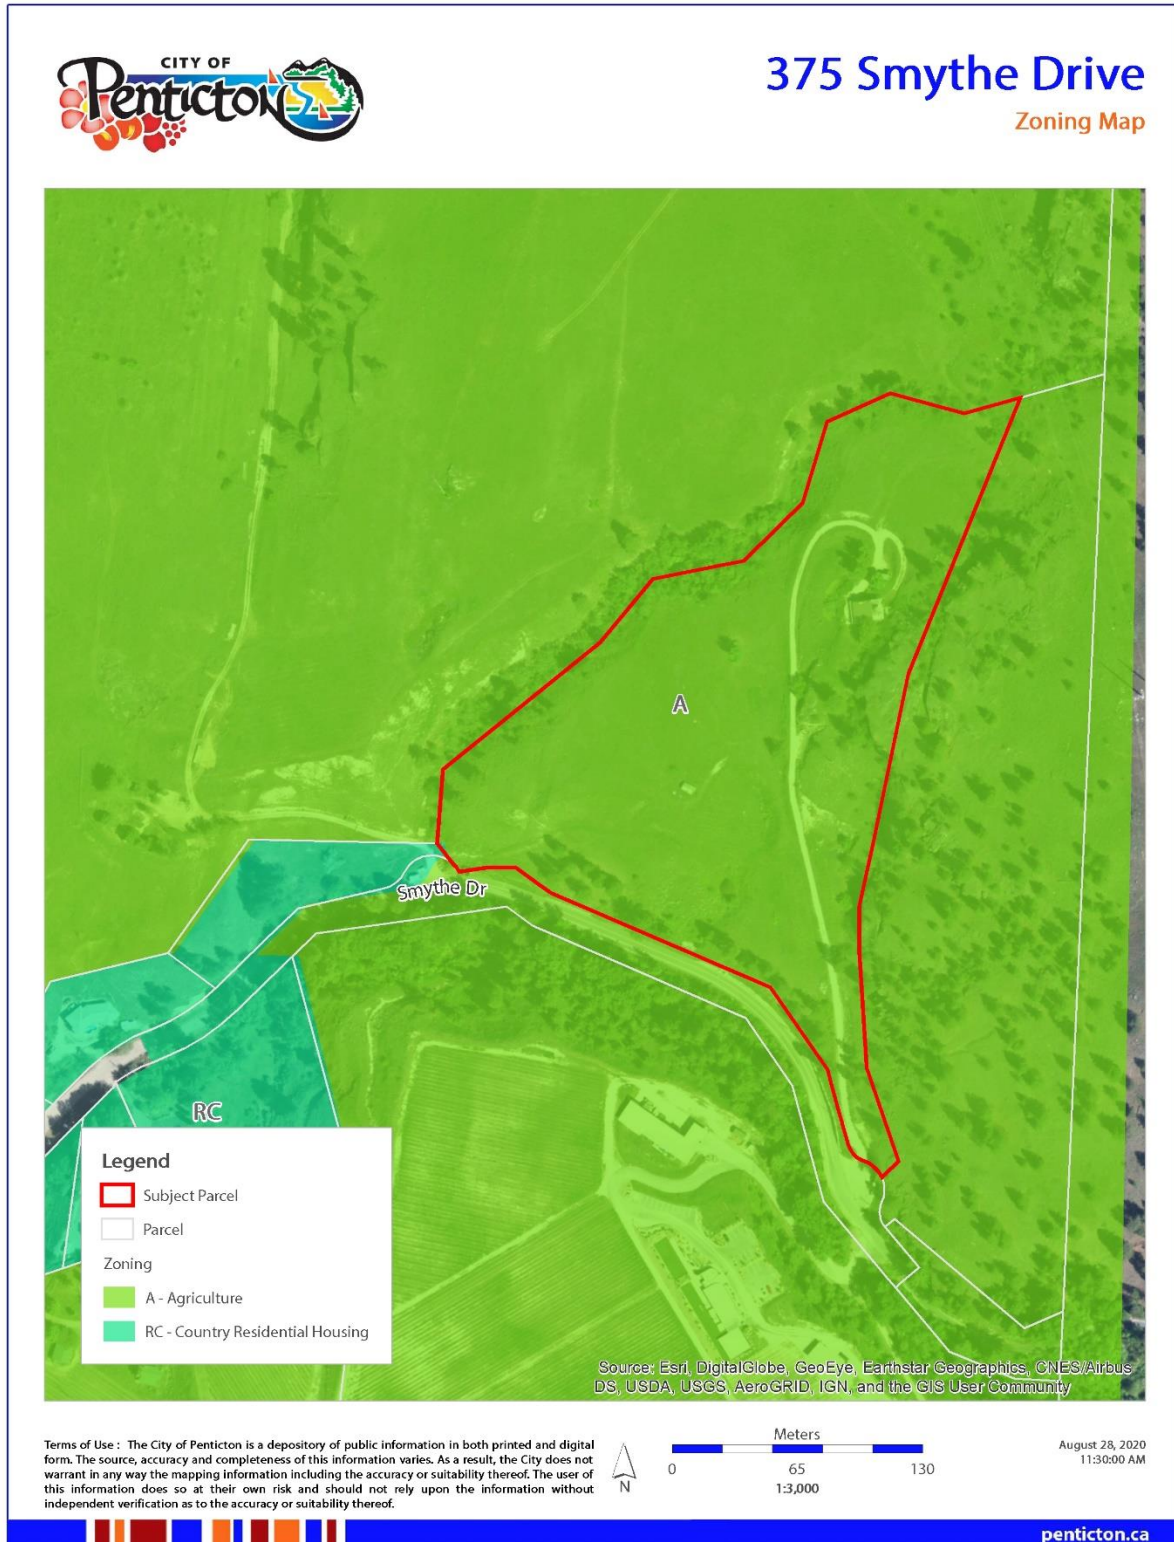 CITY OF
Penticton
375 Smythe Drive
Zoning Map
A
Smythe Dr
RC
Legend
Subject Parcel
Parcel
Zoning
A - Agriculture
RC - Country Residential Housing
Source: Esri, DigitalGlobe, GeoEye, Earthstar Geographics, CNES/Airbus
DS, USDA, USGS, AeroGRID, IGN, and the GIS User Community
Terms of Use : The City of Penticton is a depository of public information in both printed and digital
form. The source, accuracy and completeness of this information varies. As a result, the City does not
warrant in any way the mapping information including the accuracy or suitability thereof. The user of
this information does so at their own risk and should not rely upon the information without
independent verification as to the accuracy or suitability thereof.
N
Meters
0 65 130
1:3,000
August 28, 2020
11:30:00 AM
penticton.ca